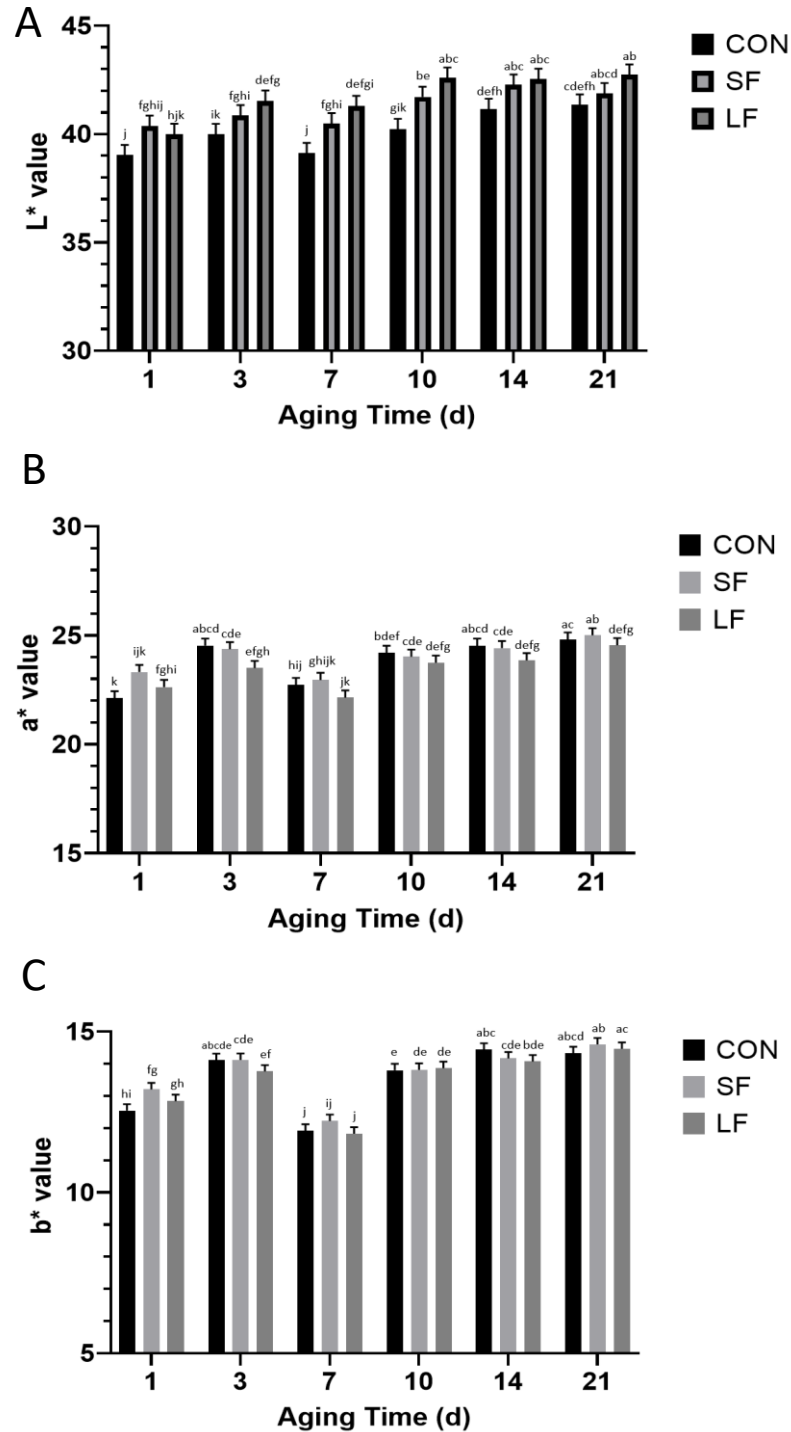 A
45
40
35
30
L* value
j fghij hjk ik fghi defg j fghi defgi gik be abc defh abc abc cdefh abcd ab
1 3 7 10 14 21
Aging Time (d)
CON
SF
LF
B
30
25
20
15
a* value
k ijk fghi abcd cde efgh hij ghijk jk bdef cde defg abcd cde defg ac ab defg
1 3 7 10 14 21
Aging Time (d)
CON
SF
LF
C
15
10
5
b* value
hi fg gh abcde cde ef j ij j e de de abc cde bde abcd ab ac
1 3 7 10 14 21
Aging Time (d)
CON
SF
LF